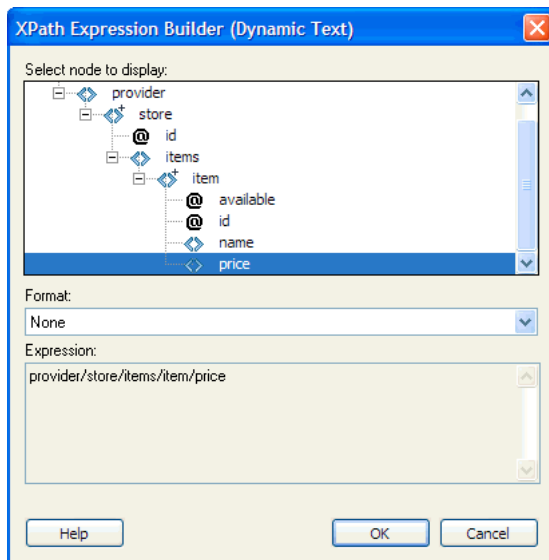 XPath Expression Builder (Dynamic Text)
Select node to display:
provider
store
@ id
items
item
@ available
@ id
name
price
Format:
None
Expression:
provider/store/items/item/price
Help
OK
Cancel